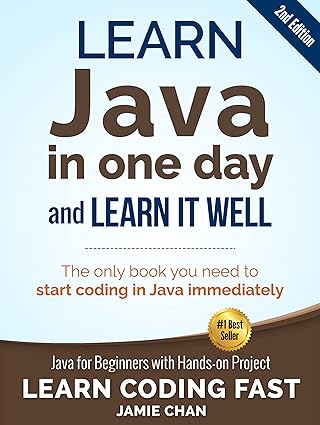 2nd Edition
LEARN
Java
in one day
and LEARN IT WELL
The only book you need to
start coding in Java immediately
#1 Best
Seller
Java for Beginners with Hands-on Project
LEARN CODING FAST
JAMIE CHAN